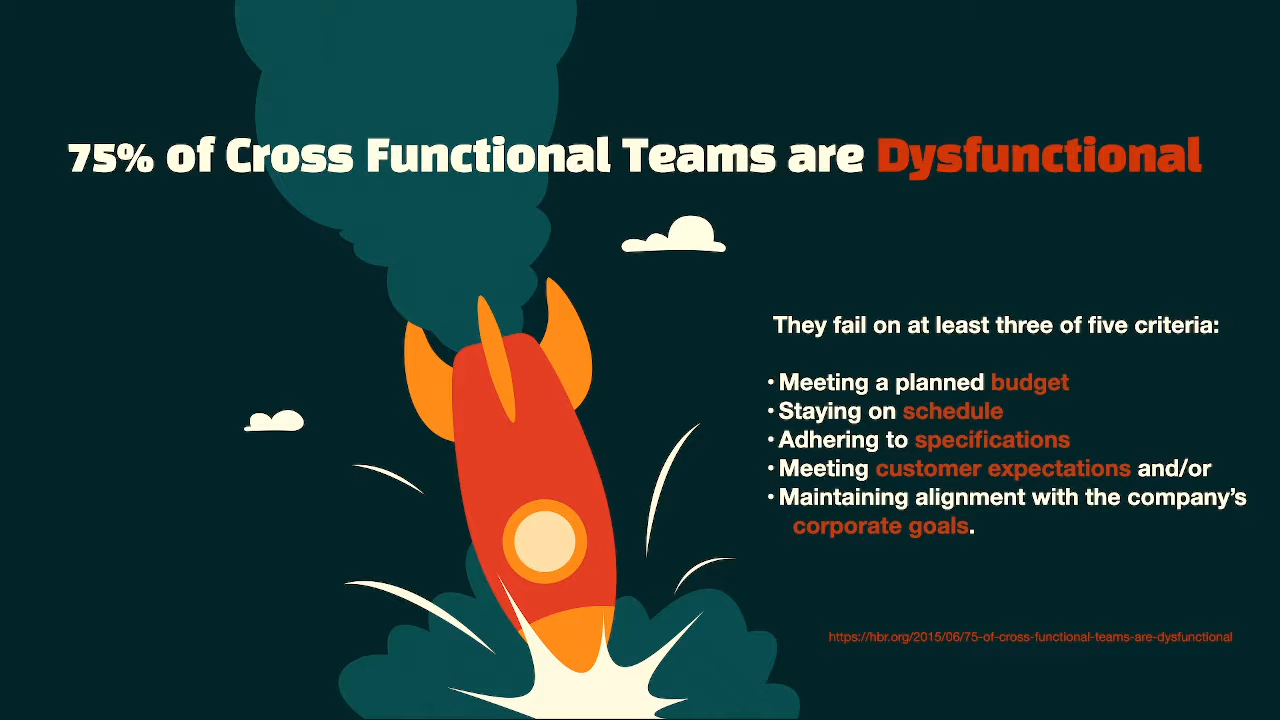 75% of Cross Functional Teams are Dysfunctional
They fail on at least three of five criteria:
• Meeting a planned budget
• Staying on schedule
• Adhering to specifications
• Meeting customer expectations and/or
• Maintaining alignment with the company’s
corporate goals.
https://hbr.org/2015/06/75-of-cross-functional-teams-are-dysfunctional